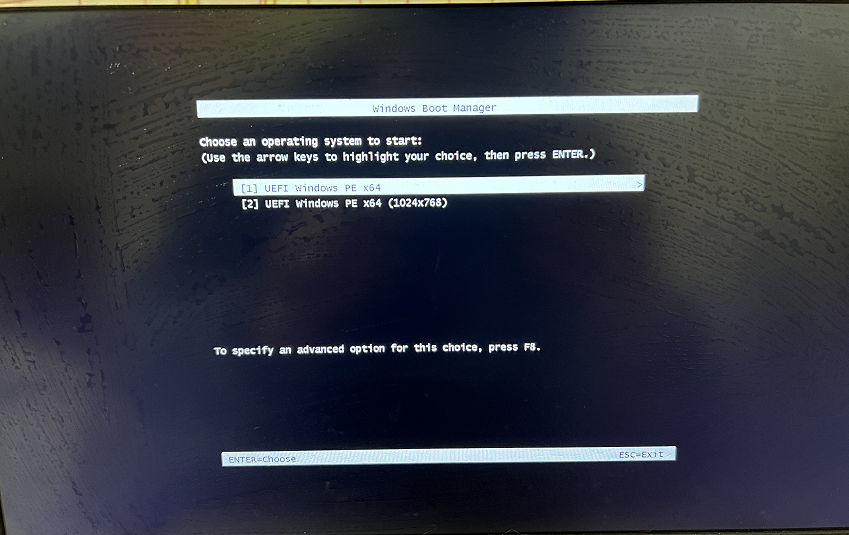 Windows Boot Manager
Choose an operating system to start:
(Use the arrow keys to highlight your choice, then press ENTER.)
[1] UEFI Windows PE x64 >
[2] UEFI Windows PE x64 (1024x768)
To specify an advanced option for this choice, press F8.
ENTER=Choose ESC=Exit